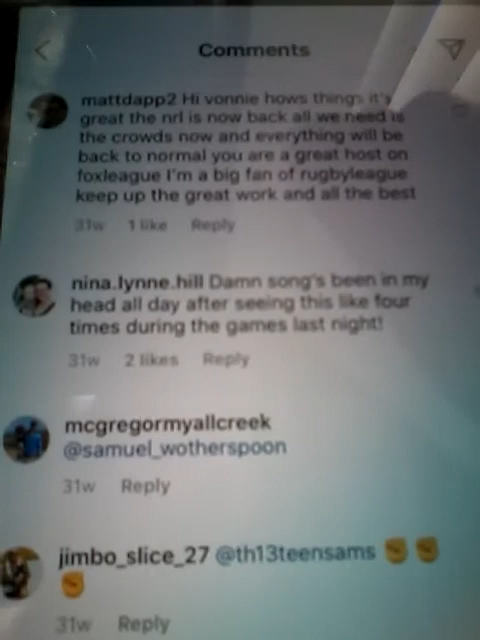 Comments
mattdapp2 Hi vonnie hows things it's
great the nrl is now back all we need is
the crowds now and everything will be
back to normal you are a great host on
foxleague I'm a big fan of rugbyleague
keep up the great work and all the best
31w 1 like Reply
nina.lynne.hill Damn song's been in my
head all day after seeing this like four
times during the games last night!
31w 2 likes Reply
mcgregormyallcreek
@samuel_wotherspoon
31w Reply
jimbo_slice_27 @th13teensams ✊✊
✊
31w Reply